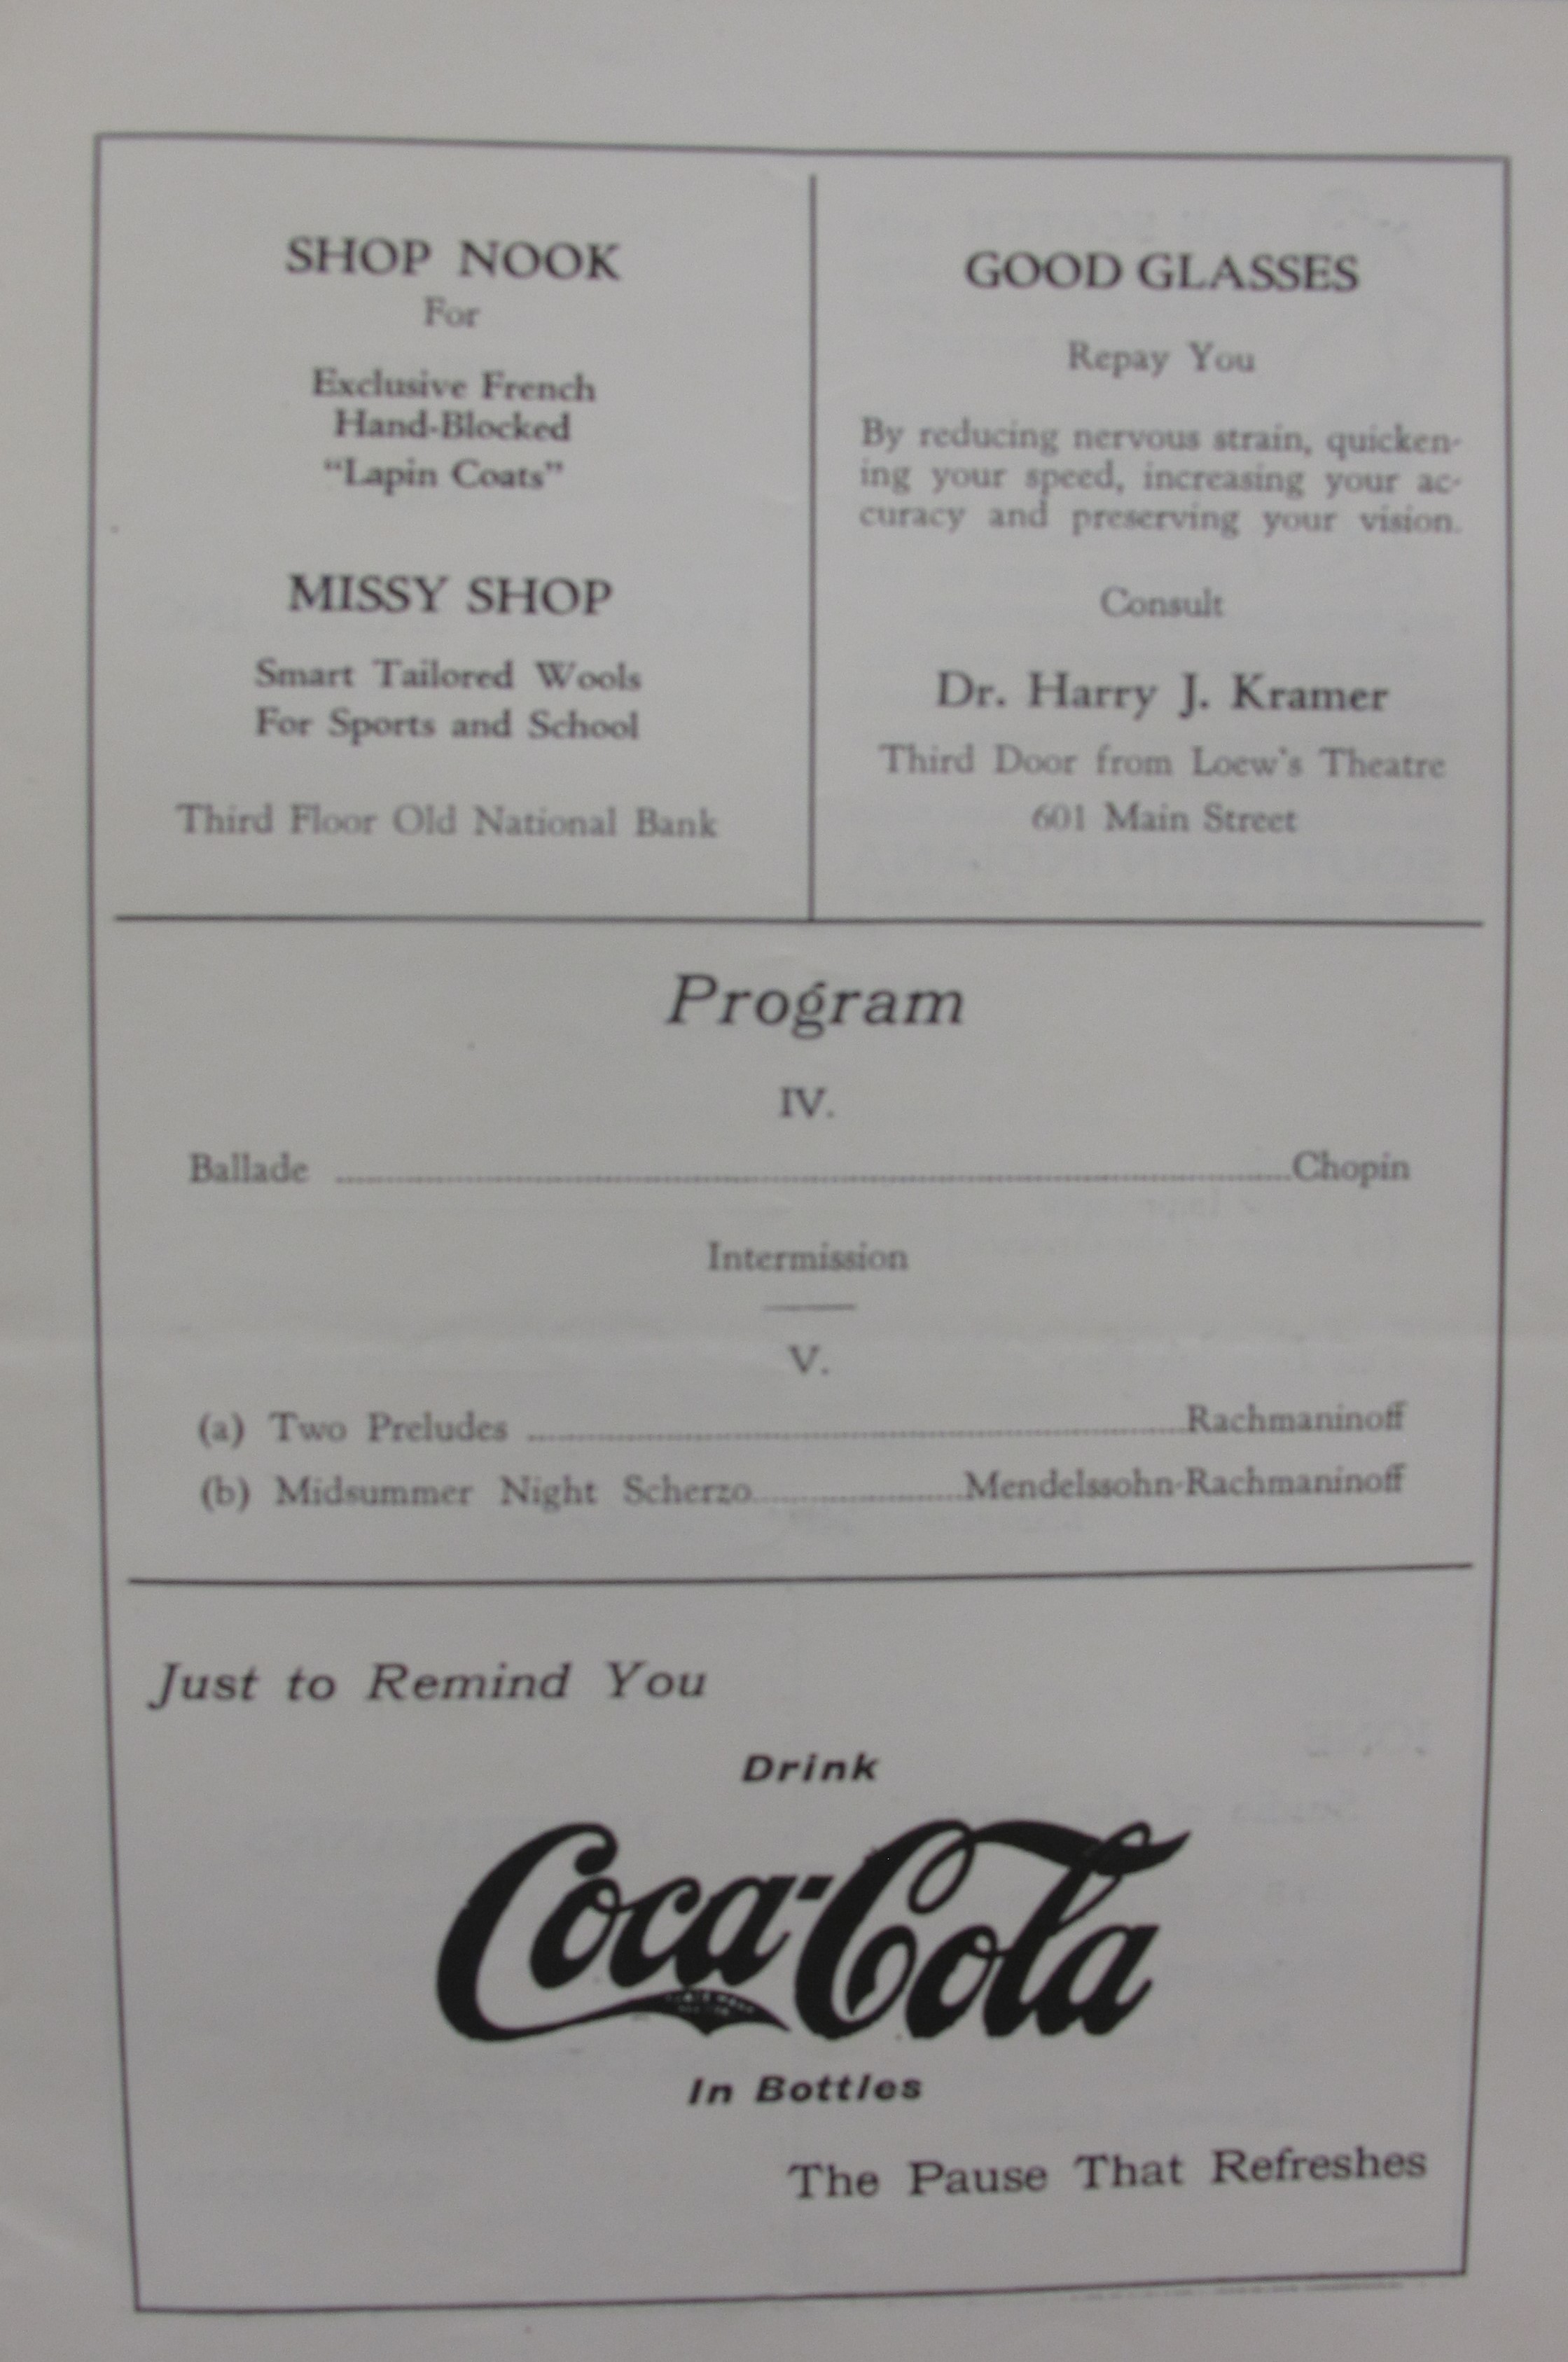 SHOP NOOK
For
Exclusive French
Hand-Blocked
“Lapin Coats”
MISSY SHOP
Smart Tailored Wools
For Sports and School
Third Floor Old National Bank
GOOD GLASSES
Repay You
By reducing nervous strain, quicken-
ing your speed, increasing your ac-
curacy and preserving your vision.
Consult
Dr. Harry J. Kramer
Third Door from Loew's Theatre
601 Main Street
Program
IV.
Ballade ........ Chopin
Intermission
V.
(a) Two Preludes ........ Rachmaninoff
(b) Midsummer Night Scherzo ........ Mendelssohn-Rachmaninoff
Just to Remind You
Drink
Coca-Cola
In Bottles
The Pause That Refreshes